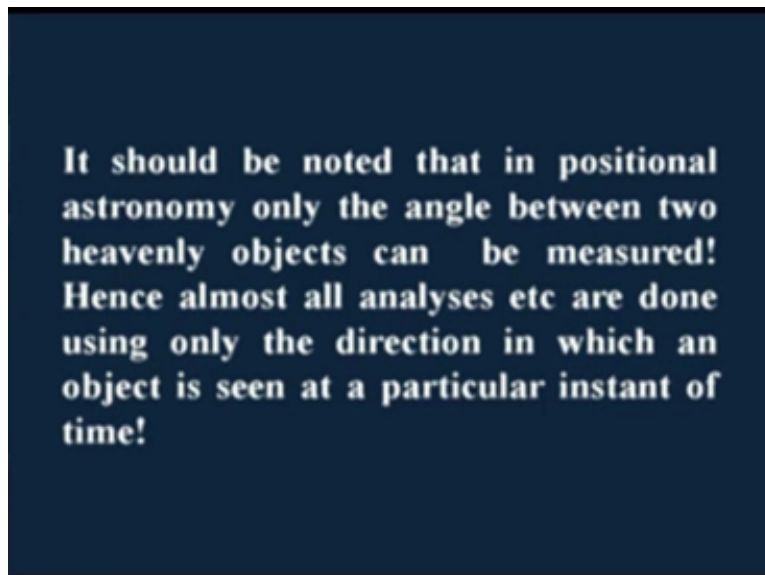 It should be noted that in positional
astronomy only the angle between two
heavenly objects can be measured!
Hence almost all analyses etc are done
using only the direction in which an
object is seen at a particular instant of
time!